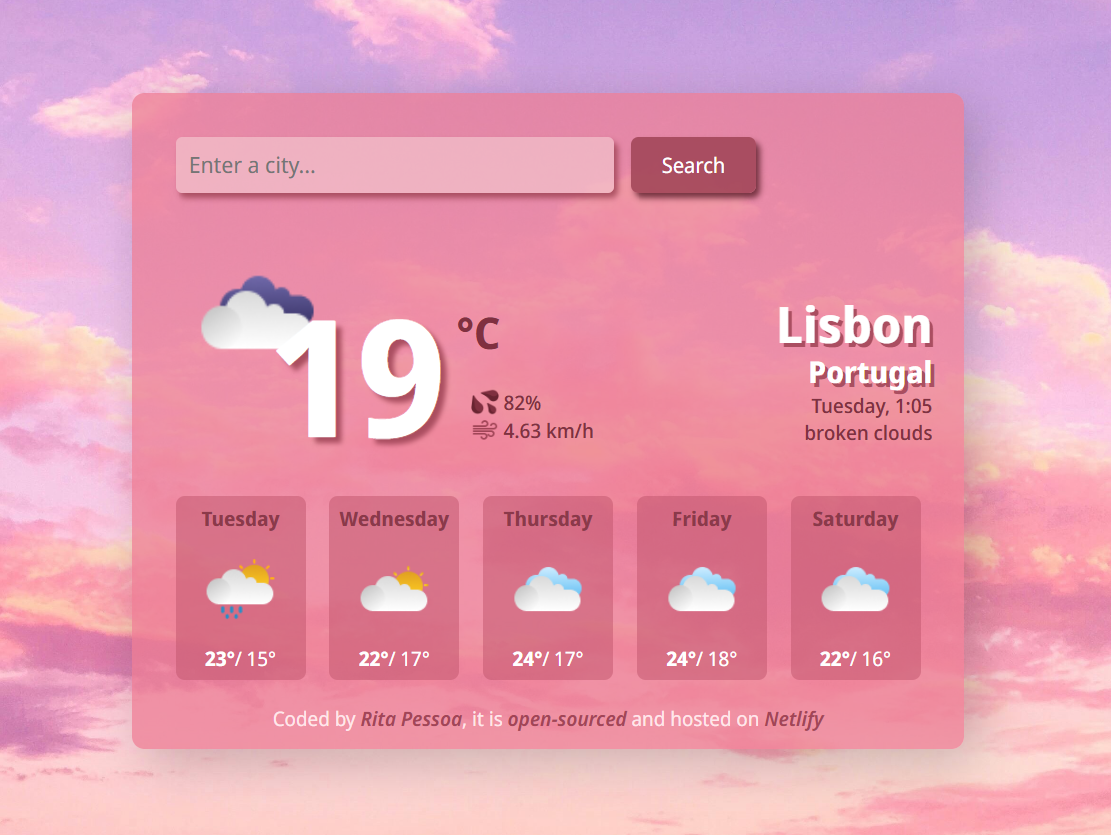 Enter a city...
Search
19
°C
82%
4.63 km/h
Lisbon
Portugal
Tuesday, 1:05
broken clouds
Tuesday
Wednesday
Thursday
Friday
Saturday
23°/ 15°
22°/ 17°
24°/ 17°
24°/ 18°
22°/ 16°
Coded by Rita Pessoa, it is open-sourced and hosted on Netlify